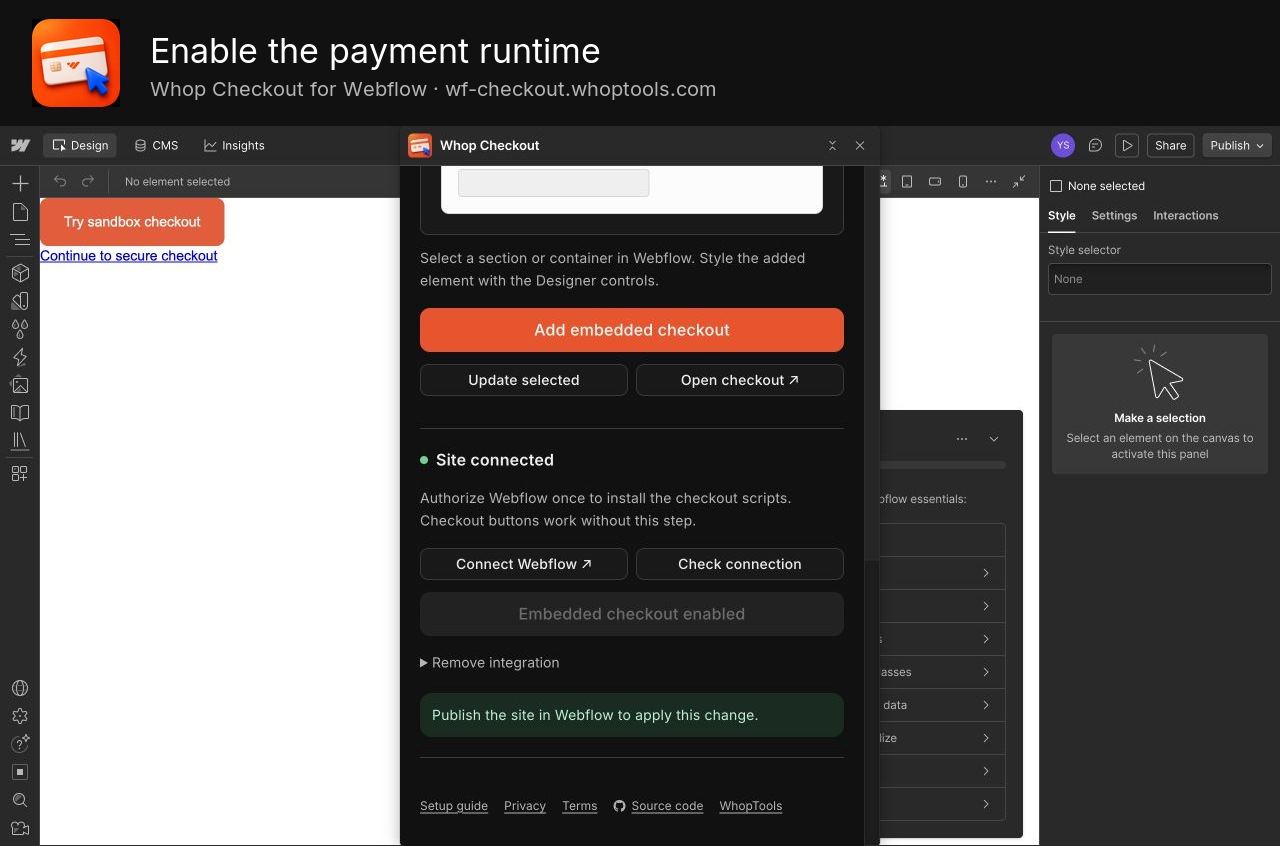 Enable the payment runtime
Whop Checkout for Webflow · wf-checkout.whoptools.com
Design
CMS
Insights
Whop Checkout
YS
Share
Publish
No element selected
None selected
Try sandbox checkout
Continue to secure checkout
Style
Settings
Interactions
Style selector
None
Select a section or container in Webflow. Style the added
element with the Designer controls.
Add embedded checkout
Update selected
Open checkout ↗
Make a selection
Select an element on the canvas to
activate this panel
Site connected
Authorize Webflow once to install the checkout scripts.
Checkout buttons work without this step.
Connect Webflow ↗
Check connection
Embedded checkout enabled
Remove integration
Publish the site in Webflow to apply this change.
essentials:
data
Setup guide
Privacy
Terms
Source code
WhopTools